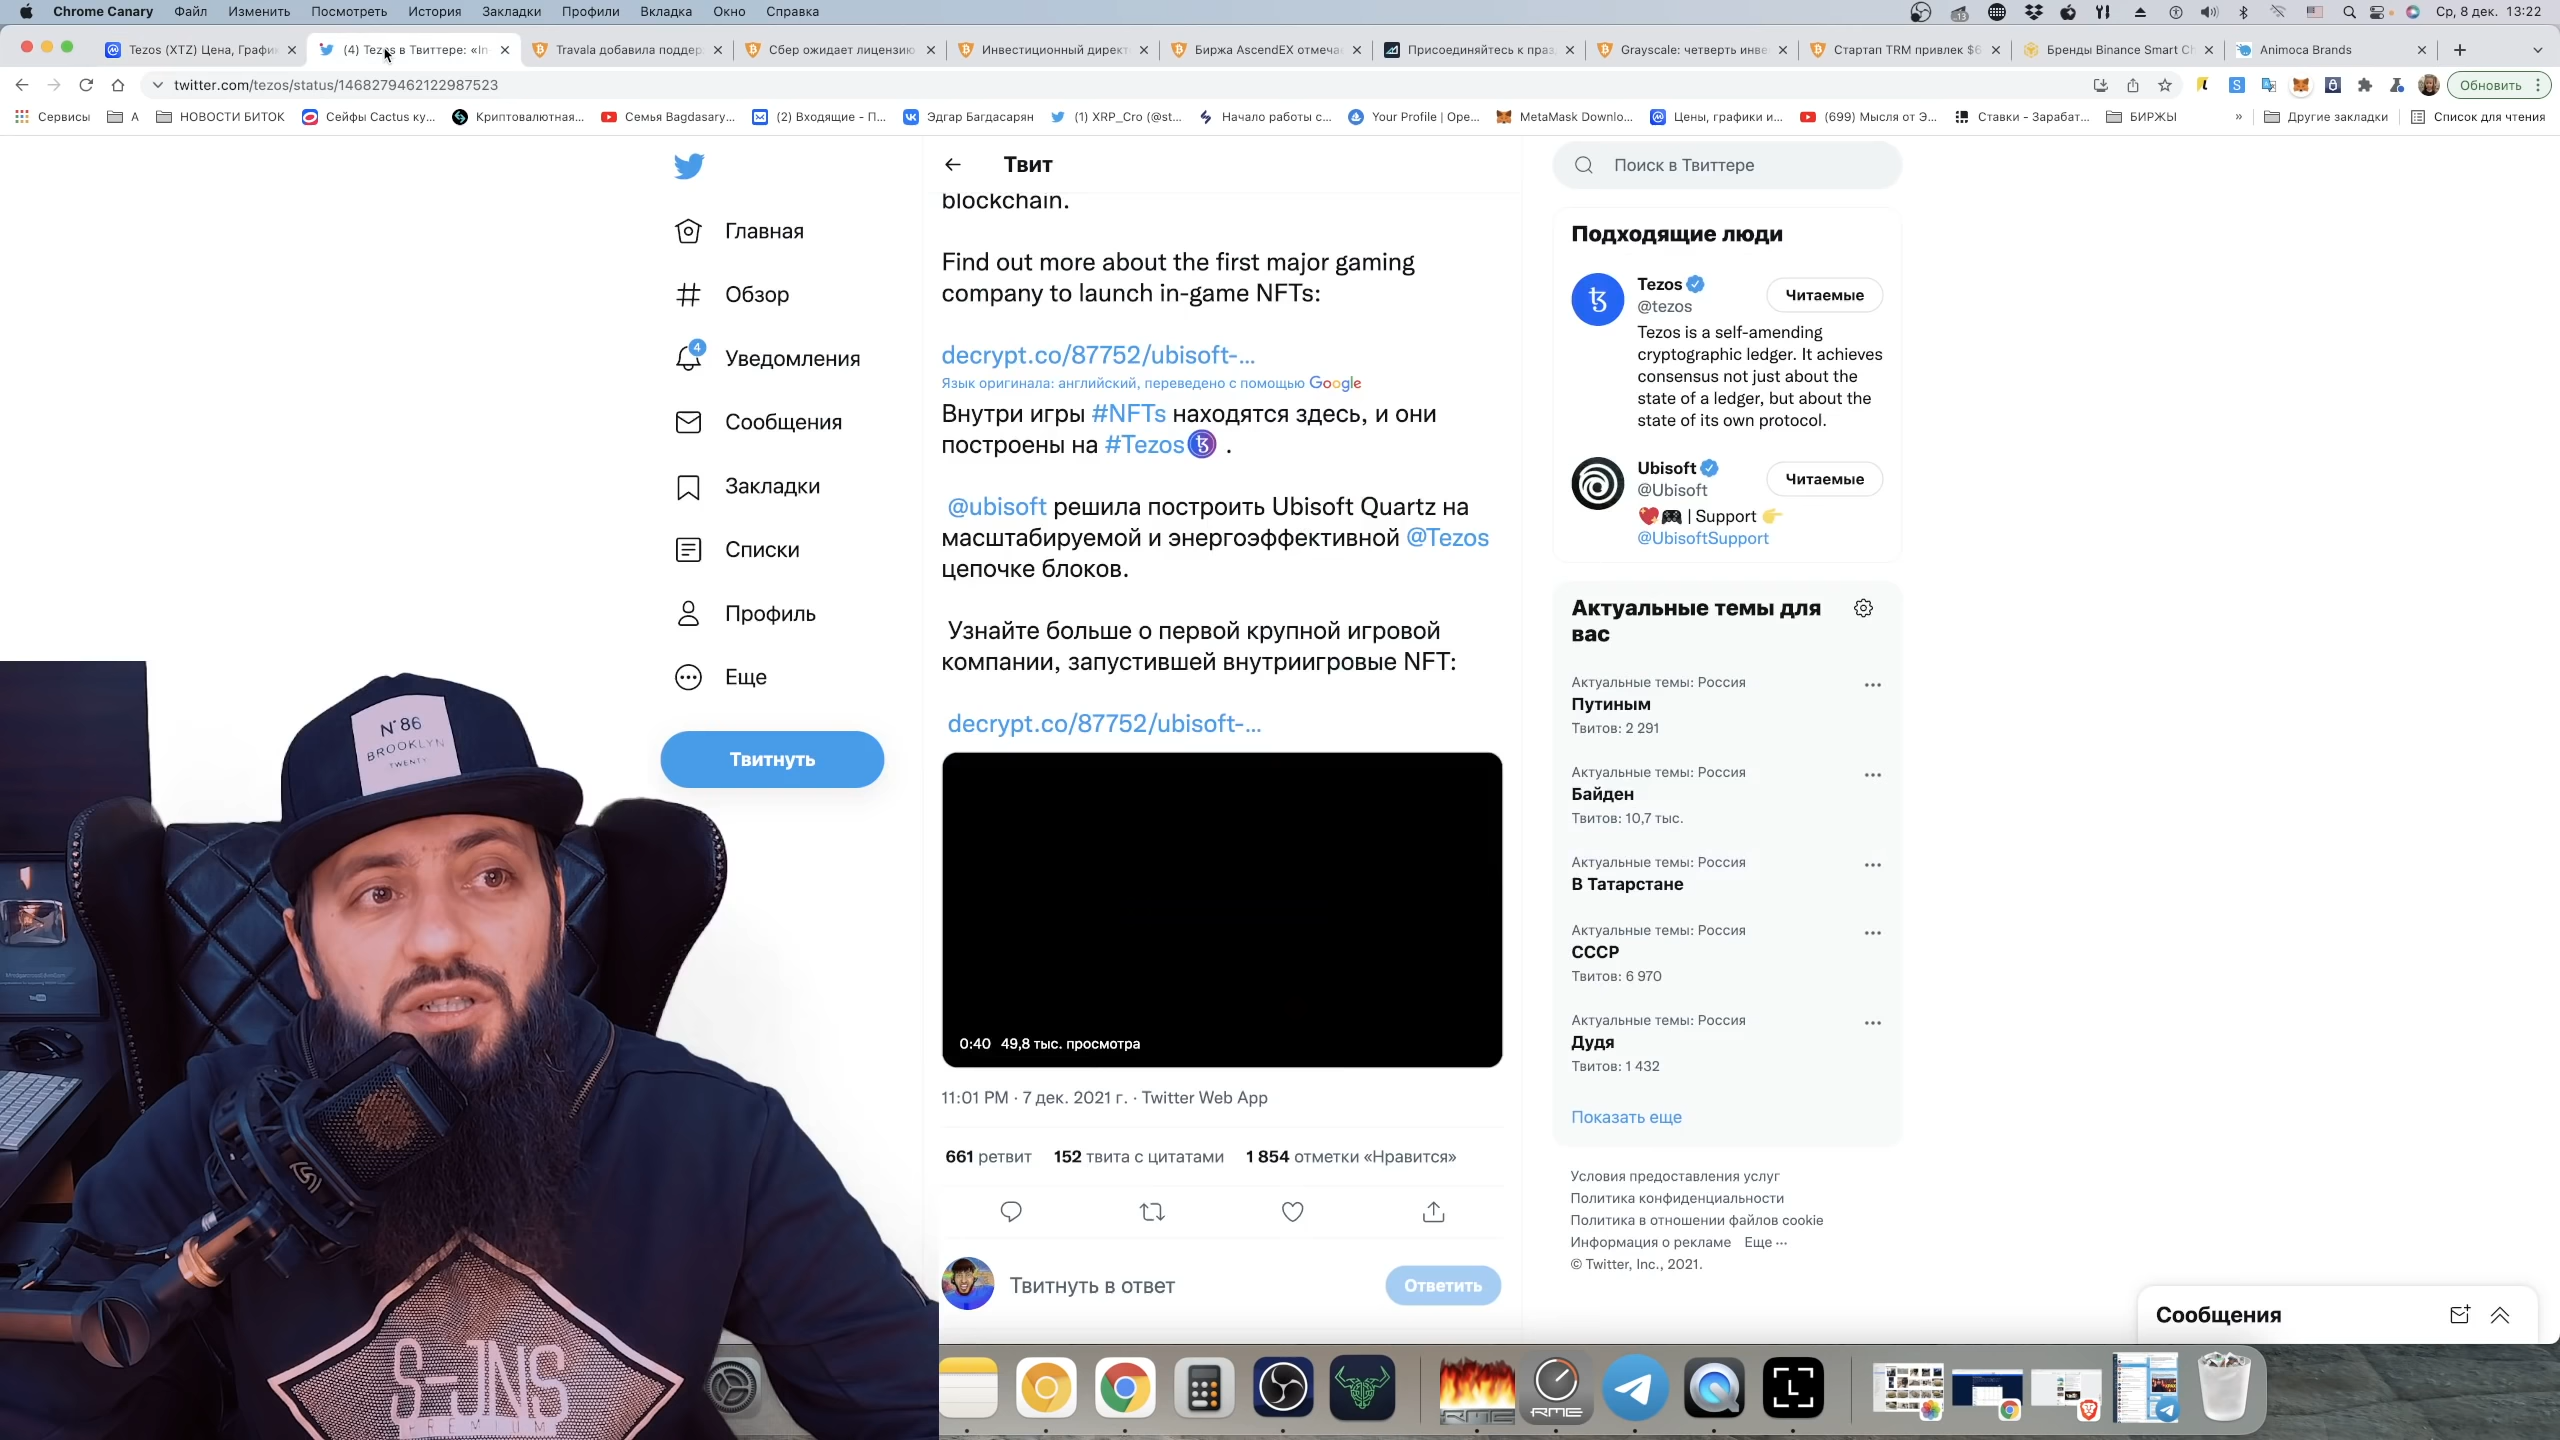 Chrome Canary Файл Изменить Посмотреть История Закладки Профили Вкладка Окно Справка Ср, 8 дек. 13:22
Tezos (XTZ) Цена, График
(4) Tezos в Твиттере: «In
Travala добавила поддер
Сбер ожидает лицензию
Инвестиционный директ
Биржа AscendEX отмеча
Присоединяйтесь к праз
Grayscale: четверть инве
Стартап TRM привлек $6
Бренды Binance Smart Ch
Animoca Brands
twitter.com/tezos/status/1468279462122987523
Обновить
Сервисы
А
НОВОСТИ БИТОК
Сейфы Cactus ку...
Криптовалютная...
Семья Bagdasary...
(2) Входящие - П...
Эдгар Багдасарян
(1) XRP_Cro (@st...
Начало работы с...
Your Profile | Ope...
MetaMask Downlo...
Цены, графики и...
(699) Мысля от Э...
Ставки - Зарабат...
БИРЖЫ
»
Другие закладки
Список для чтения
Главная
Обзор
4
Уведомления
Сообщения
Закладки
Списки
Профиль
Еще
Твитнуть
Твит
blockchain.
Find out more about the first major gaming
company to launch in-game NFTs:
decrypt.co/87752/ubisoft-...
Язык оригинала: английский, переведено с помощью Google
Внутри игры #NFTs находятся здесь, и они
построены на #Tezos .
@ubisoft решила построить Ubisoft Quartz на
масштабируемой и энергоэффективной @Tezos
цепочке блоков.
Узнайте больше о первой крупной игровой
компании, запустившей внутриигровые NFT:
decrypt.co/87752/ubisoft-...
0:40 49,8 тыс. просмотра
11:01 PM · 7 дек. 2021 г. · Twitter Web App
661 ретвит 152 твита с цитатами 1 854 отметки «Нравится»
Твитнуть в ответ
Ответить
Поиск в Твиттере
Подходящие люди
Tezos
@tezos
Читаемые
Tezos is a self-amending
cryptographic ledger. It achieves
consensus not just about the
state of a ledger, but about the
state of its own protocol.
Ubisoft
@Ubisoft
Читаемые
💖🎮 | Support 👉
@UbisoftSupport
Актуальные темы для
вас
Актуальные темы: Россия
Путиным
Твитов: 2 291
Актуальные темы: Россия
Байден
Твитов: 10,7 тыс.
Актуальные темы: Россия
В Татарстане
Актуальные темы: Россия
СССР
Твитов: 6 970
Актуальные темы: Россия
Дудя
Твитов: 1 432
Показать еще
Условия предоставления услуг
Политика конфиденциальности
Политика в отношении файлов cookie
Информация о рекламе Еще ···
© Twitter, Inc., 2021.
Сообщения
N°86
BROOKLYN
TWENTY
S-JNS
PREMIUM
RME
RME